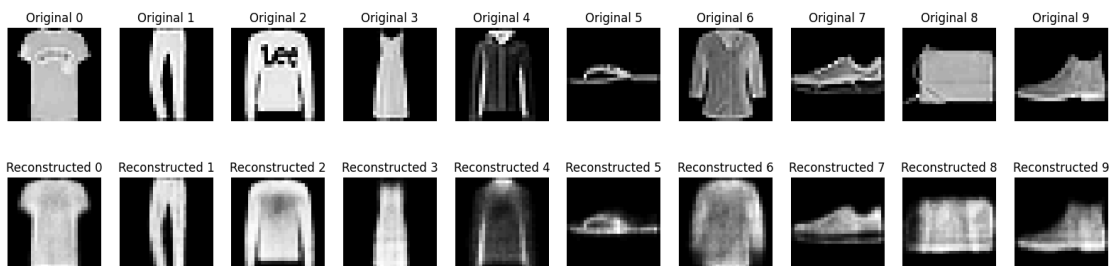 Original 0 Original 1 Original 2 Original 3 Original 4 Original 5 Original 6 Original 7 Original 8 Original 9
Lee
Reconstructed 0 Reconstructed 1 Reconstructed 2 Reconstructed 3 Reconstructed 4 Reconstructed 5 Reconstructed 6 Reconstructed 7 Reconstructed 8 Reconstructed 9